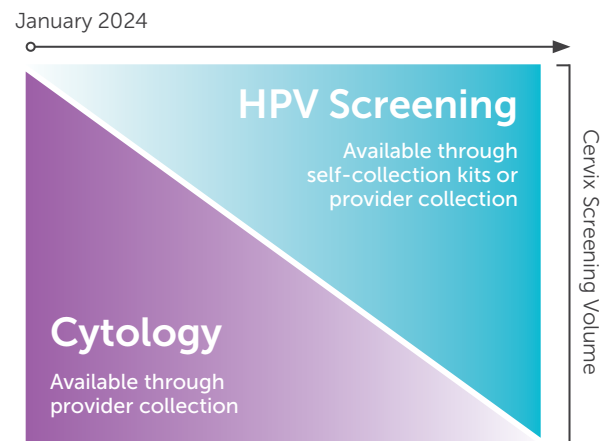 January 2024
HPV Screening
Available through
self-collection kits or
provider collection
Cervix Screening Volume
Cytology
Available through
provider collection